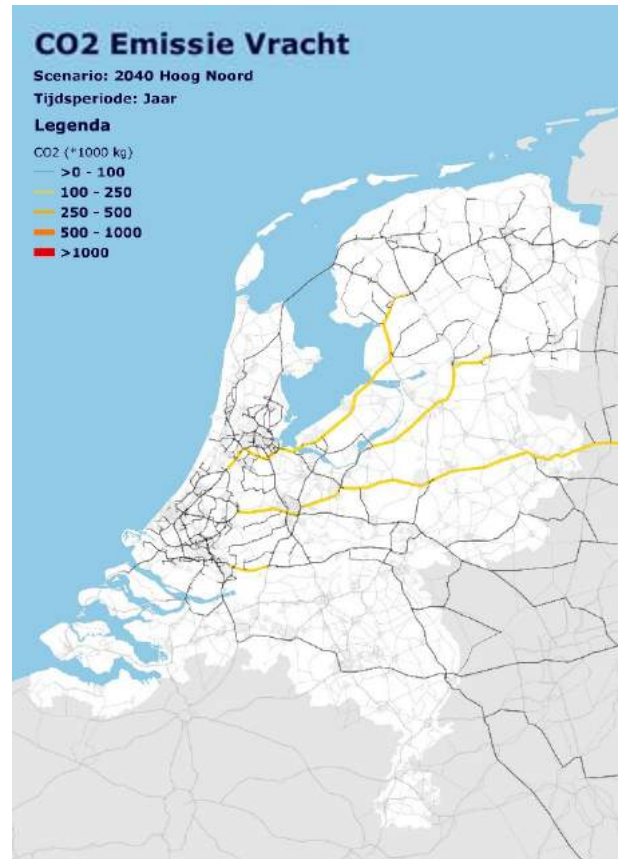 CO2 Emissie Vracht
Scenario: 2040 Hoog Noord
Tijdsperiode: Jaar
Legenda
CO2 (*1000 kg)
>0 - 100
100 - 250
250 - 500
500 - 1000
>1000